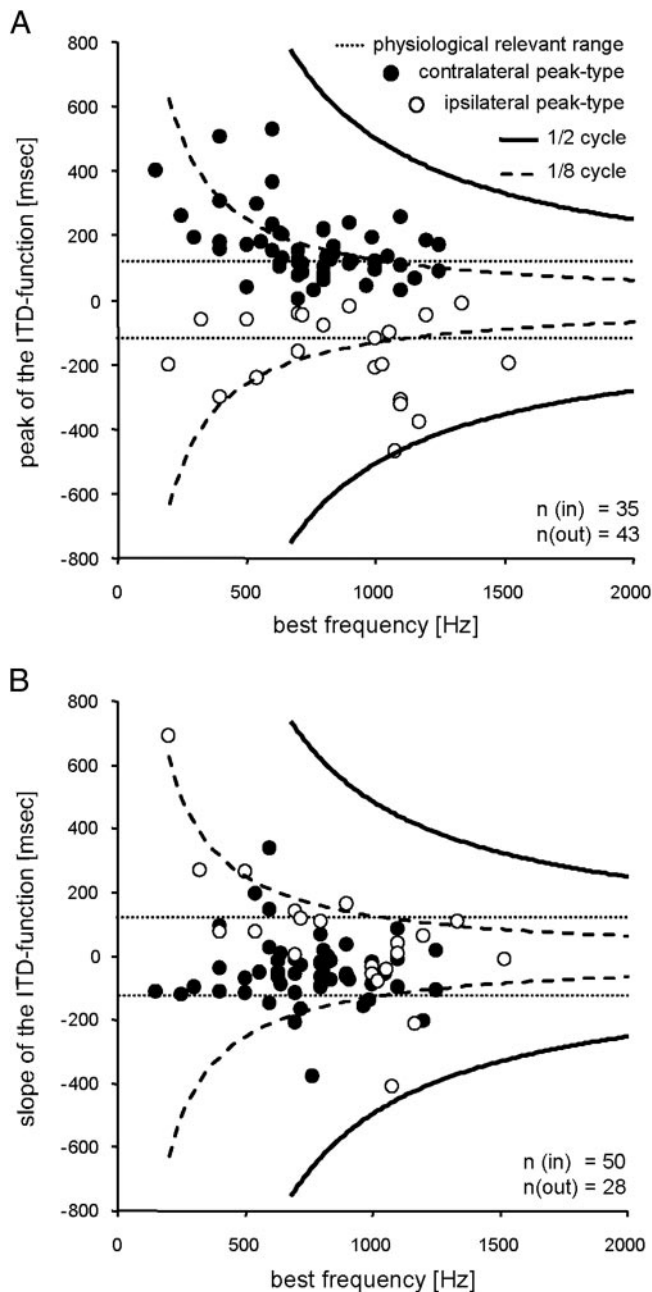 A
800
600
400
200
0
-200
-400
-600
-800
peak of the ITD-function [msec]
physiological relevant range
contralateral peak-type
ipsilateral peak-type
1/2 cycle
1/8 cycle
n (in) = 35
n(out) = 43
0 500 1000 1500 2000
best frequency [Hz]
B
800
600
400
200
0
-200
-400
-600
-800
slope of the ITD-function [msec]
n (in) = 50
n(out) = 28
0 500 1000 1500 2000
best frequency [Hz]